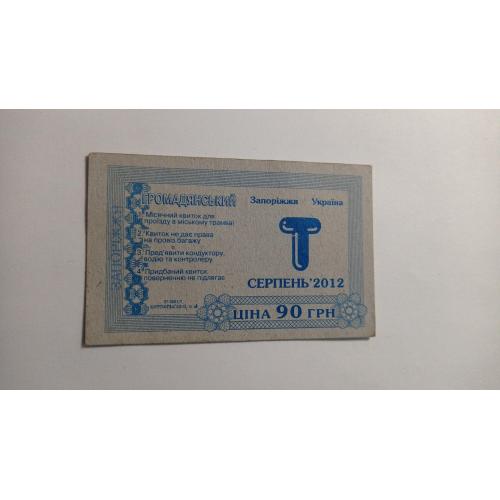 ЗАПОРІЖЖЯ
ГРОМАДЯНСЬКИЙ
1. Місячний квиток для
проїзду в міському трамваї
2. Квиток не дає права
на провіз багажу
3. Пред'явити кондуктору,
водію та контролеру.
4. Придбаний квиток
поверненню не підлягає
Запоріжжя Україна
Т
СЕРПЕНЬ'2012
ЦІНА 90 ГРН